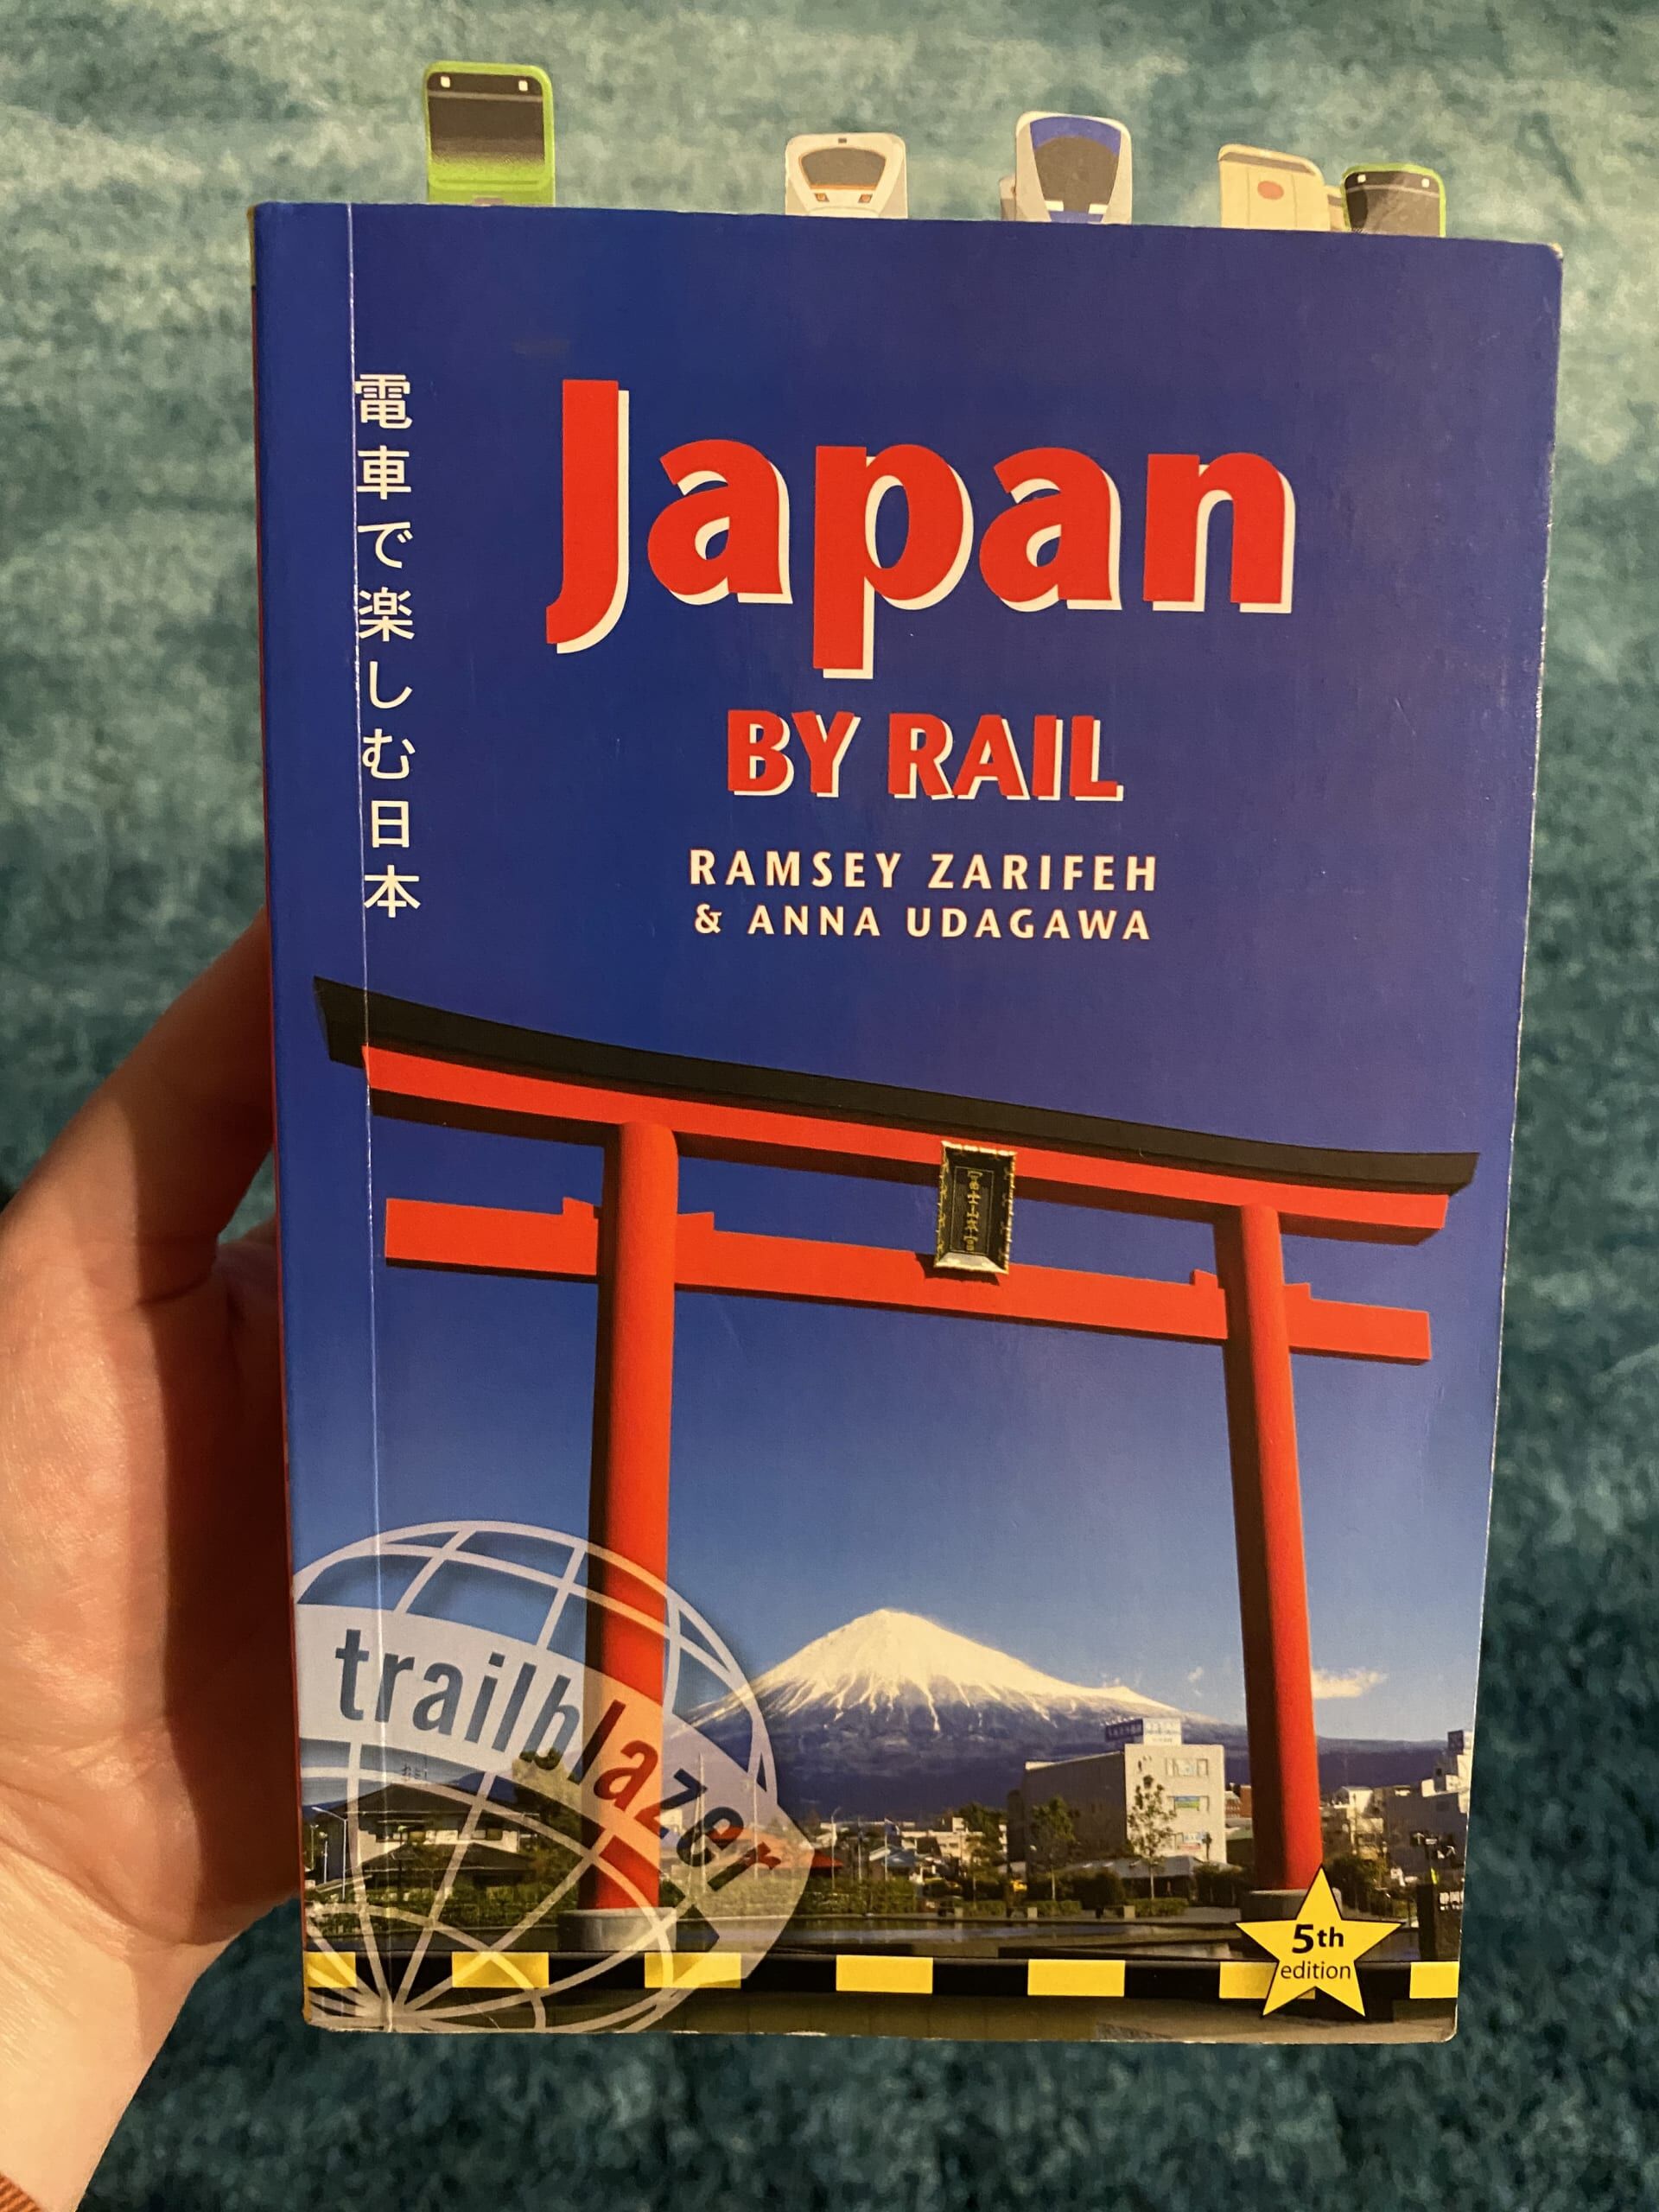 電車で楽しむ日本
Japan
BY RAIL
RAMSEY ZARIFEH
& ANNA UDAGAWA
trailblazer
5th
edition